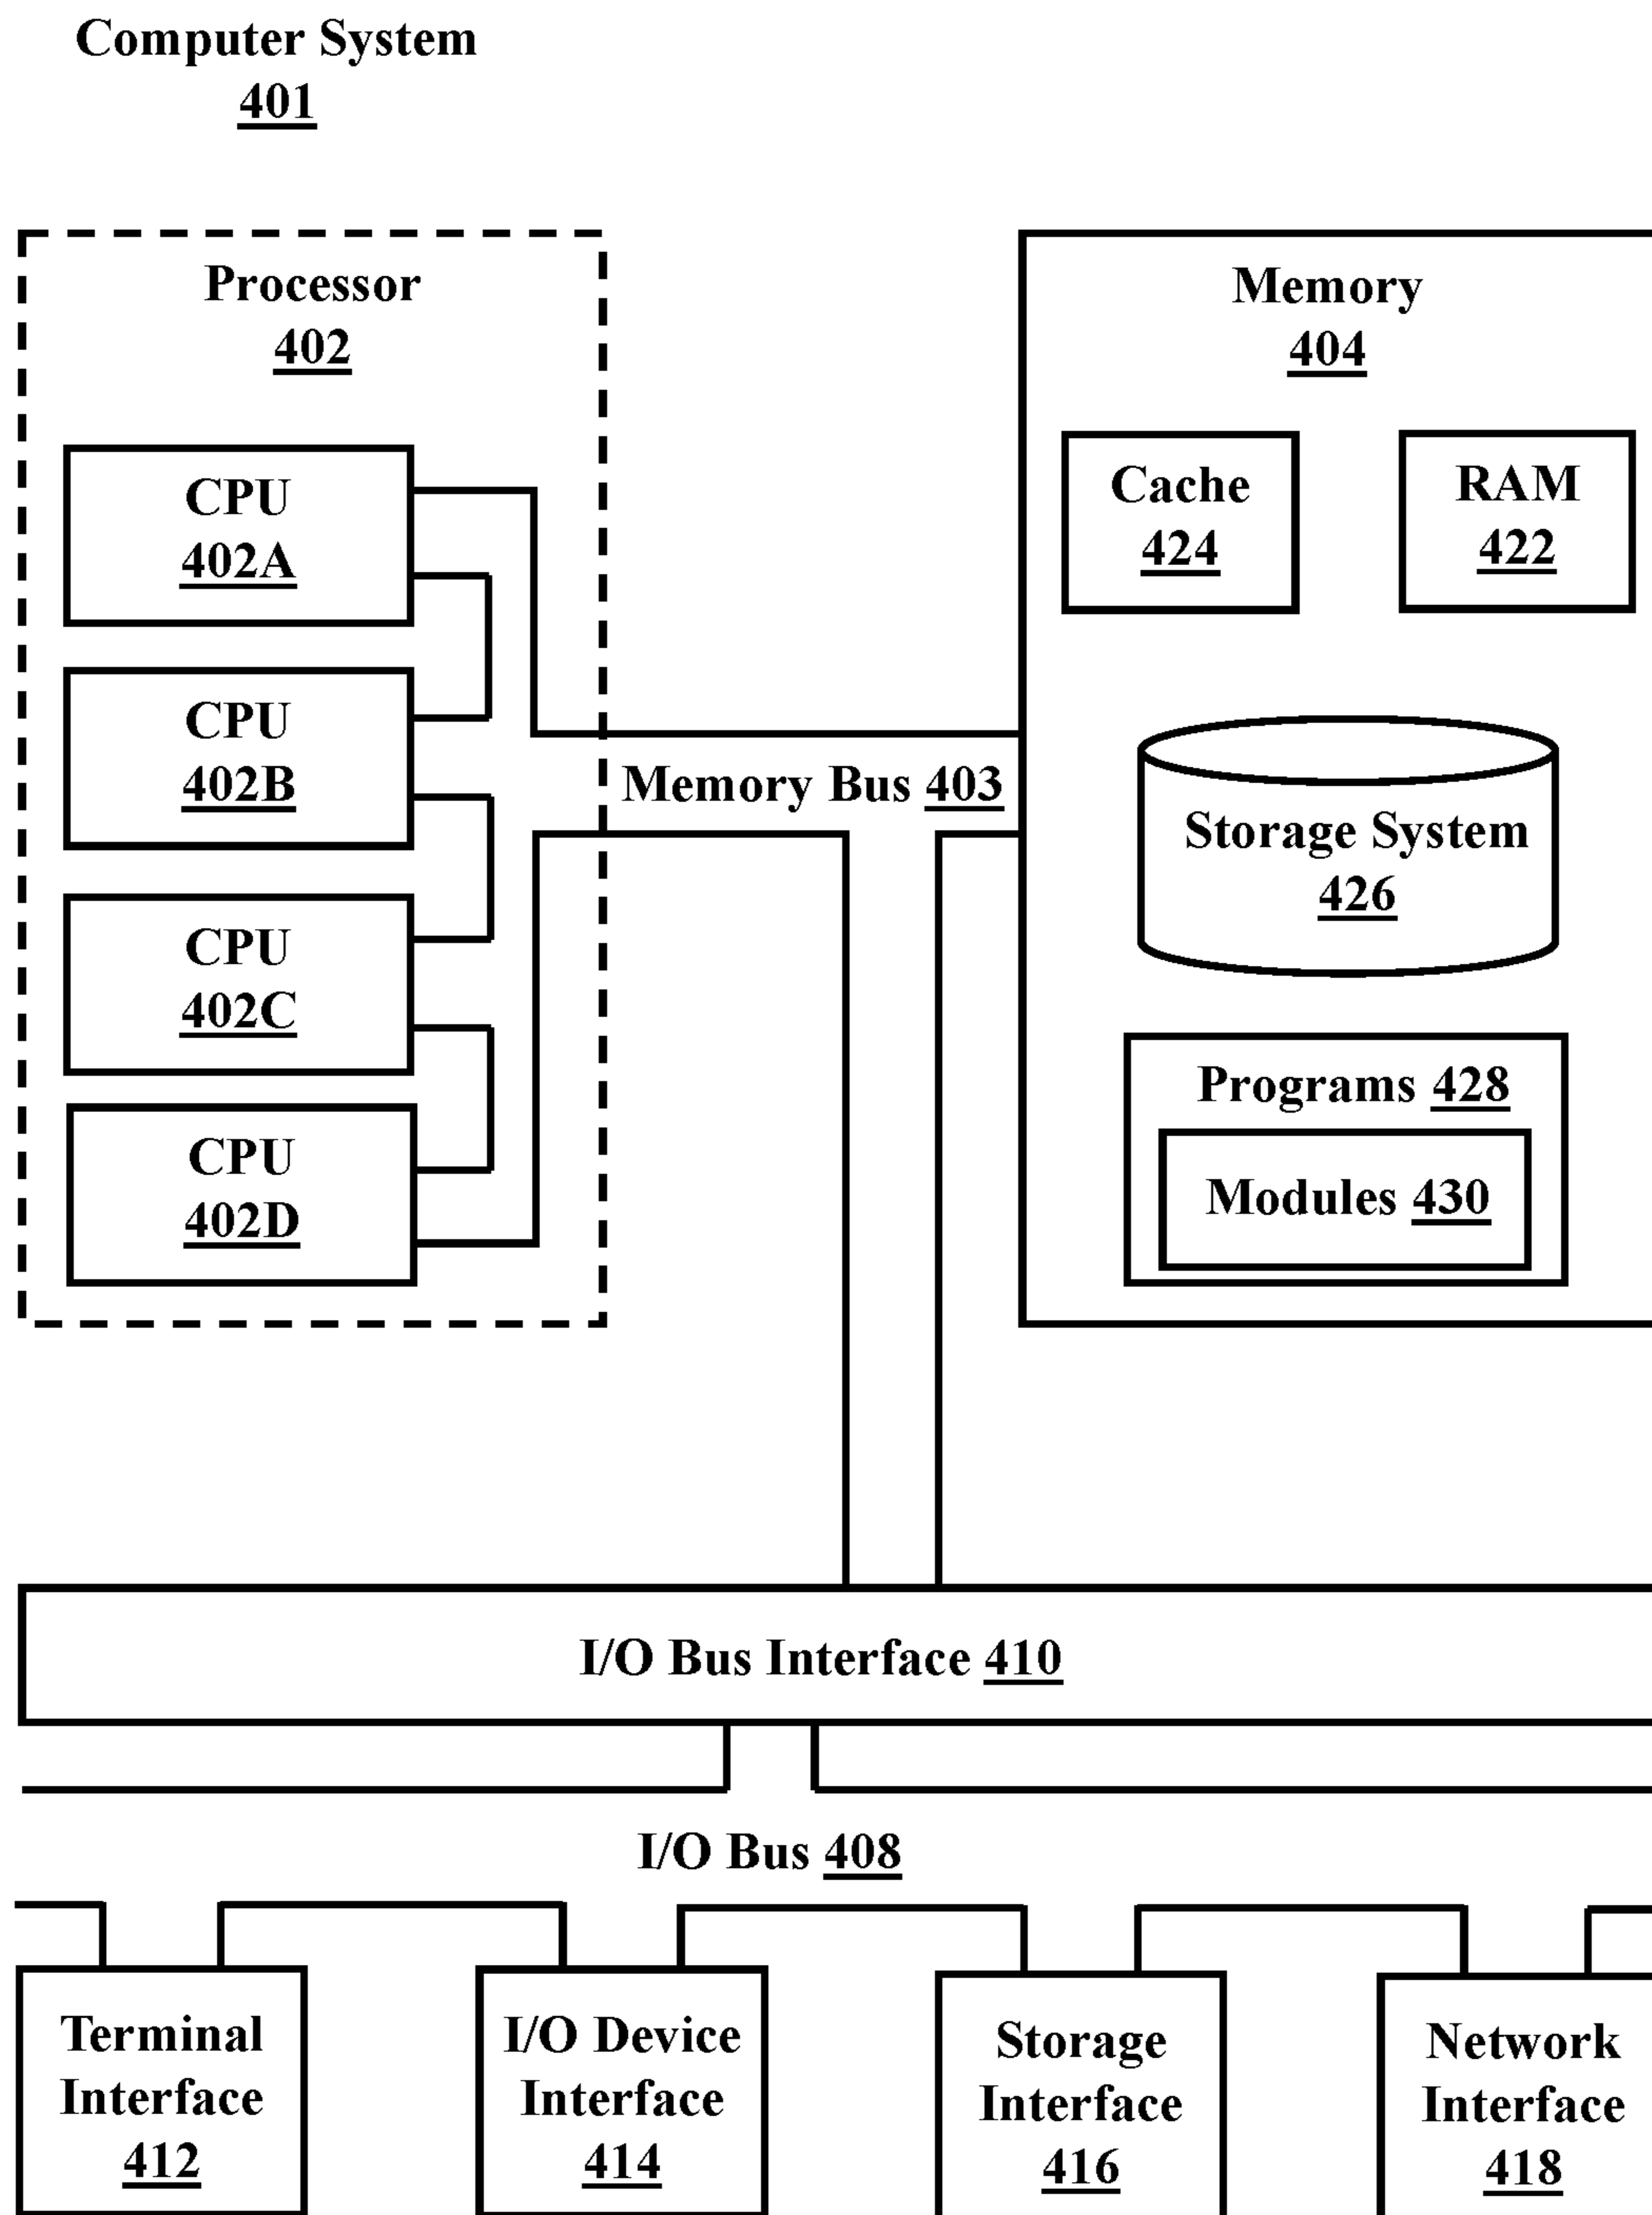 Computer System
401
Processor
402
CPU
402A
CPU
402B
CPU
402C
CPU
402D
Memory Bus 403
Memory
404
Cache
424
RAM
422
Storage System
426
Programs 428
Modules 430
I/O Bus Interface 410
I/O Bus 408
Terminal
Interface
412
I/O Device
Interface
414
Storage
Interface
416
Network
Interface
418